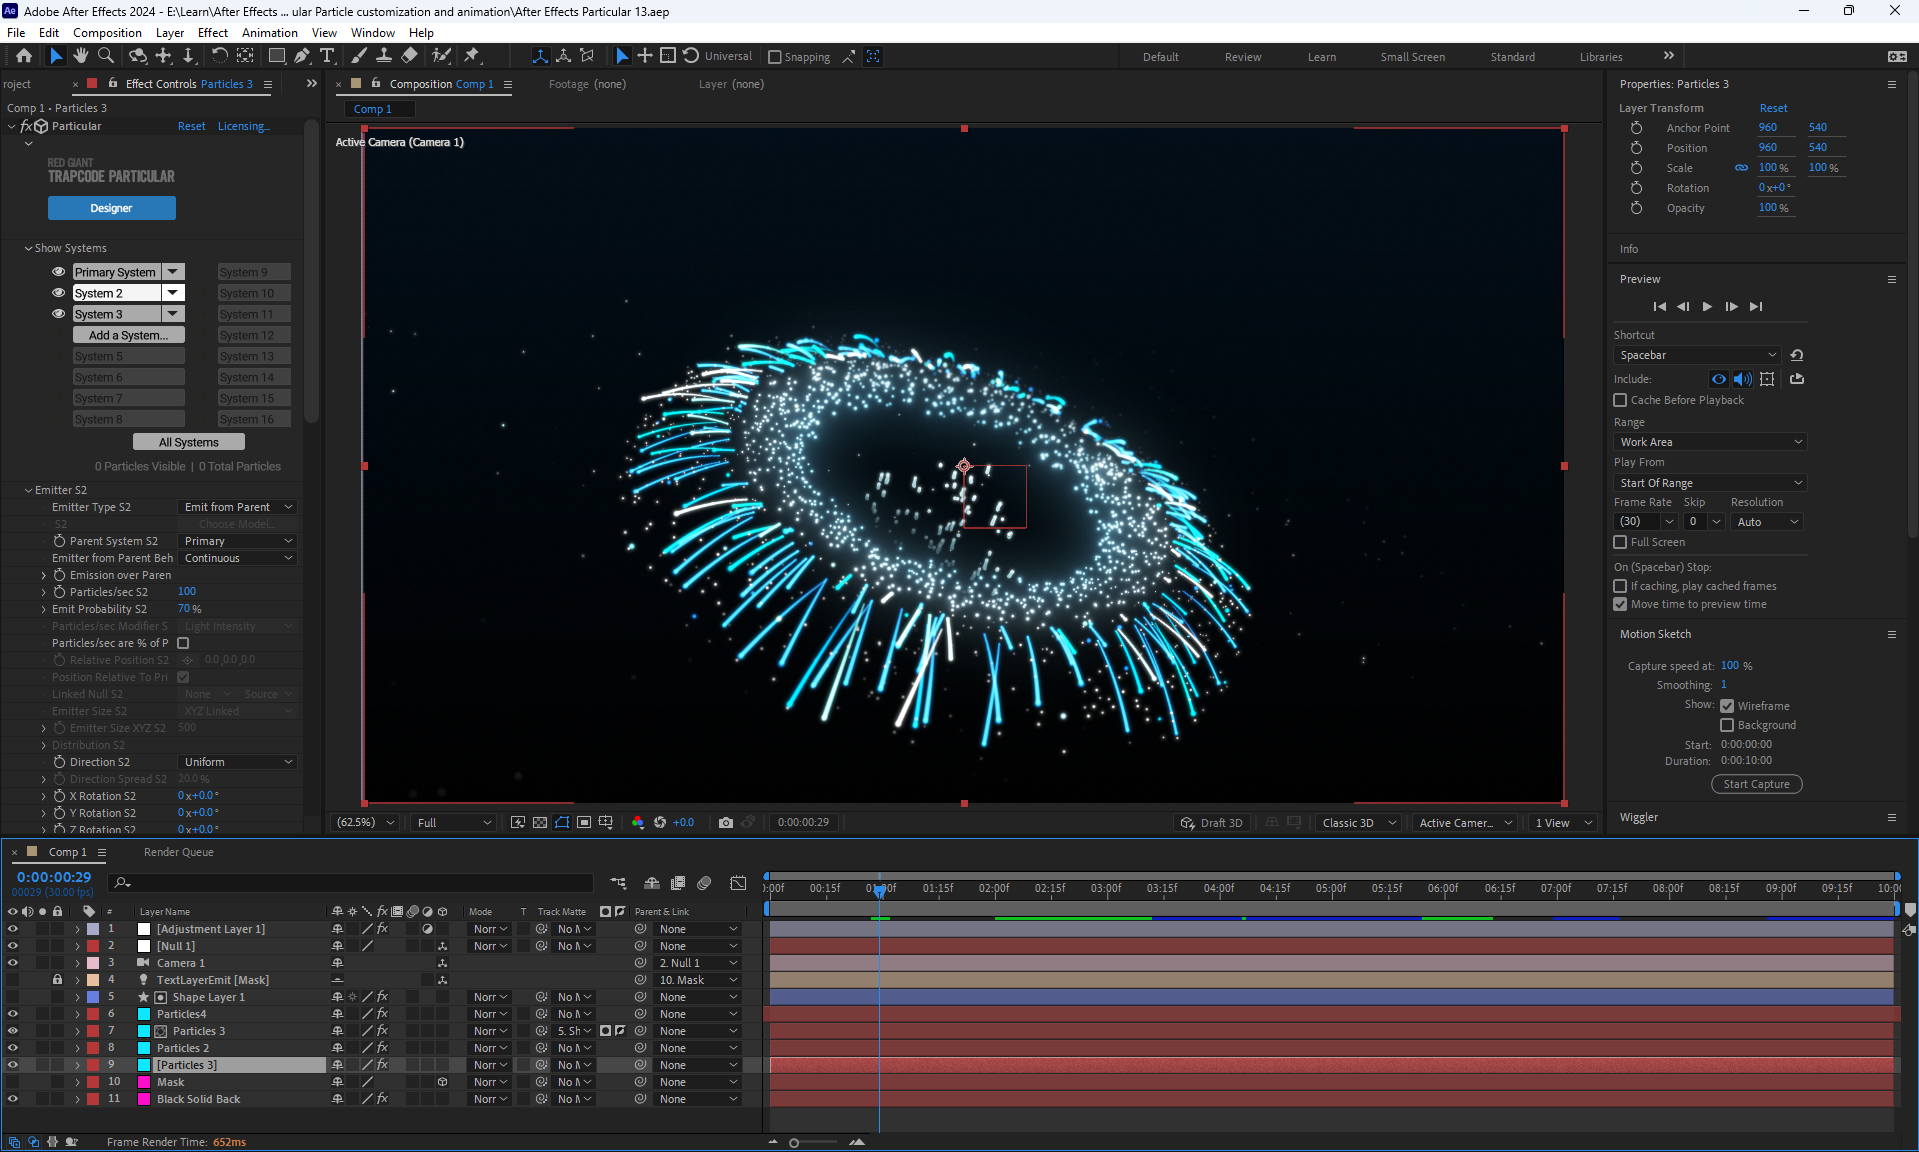 Adobe After Effects 2024 - E:\Learn\After Effects ... ular Particle customization and animation\After Effects Particular 13.aep
File Edit Composition Layer Effect Animation View Window Help
Universal Snapping Default Review Learn Small Screen Standard Libraries
roject Effect Controls Particles 3
Comp 1 • Particles 3
fx Particular Reset Licensing...
RED GIANT
TRAPCODE PARTICULAR
Designer
Show Systems
Primary System System 9
System 2 System 10
System 3 System 11
Add a System... System 12
System 5 System 13
System 6 System 14
System 7 System 15
System 8 System 16
All Systems
0 Particles Visible | 0 Total Particles
Emitter S2
Emitter Type S2 Emit from Parent
S2 Choose Model...
Parent System S2 Primary
Emitter from Parent Beh Continuous
Emission over Paren
Particles/sec S2 100
Emit Probability S2 70 %
Particles/sec Modifier S Light Intensity
Particles/sec are % of P
Relative Position S2 0.0,0.0,0.0
Position Relative To Pri
Linked Null S2 None Source
Emitter Size S2 XYZ Linked
Emitter Size XYZ S2 500
Distribution S2
Direction S2 Uniform
Direction Spread S2 20.0 %
X Rotation S2 0x+0.0°
Y Rotation S2 0x+0.0°
Z Rotation S2 0x+0.0°
Composition Comp 1 Footage (none) Layer (none)
Comp 1
Active Camera (Camera 1)
(62.5%) Full +0.0 0:00:00:29 Draft 3D Classic 3D Active Camer... 1 View
Properties: Particles 3
Layer Transform Reset
Anchor Point 960 540
Position 960 540
Scale 100 % 100 %
Rotation 0x+0°
Opacity 100 %
Info
Preview
Shortcut
Spacebar
Include:
Cache Before Playback
Range
Work Area
Play From
Start Of Range
Frame Rate Skip Resolution
(30) 0 Auto
Full Screen
On (Spacebar) Stop:
If caching, play cached frames
Move time to preview time
Motion Sketch
Capture speed at: 100 %
Smoothing: 1
Show: Wireframe
Background
Start: 0:00:00:00
Duration: 0:00:10:00
Start Capture
Wiggler
Comp 1 Render Queue
0:00:00:29
00029 (30.00 fps)
):00f 00:15f 01:00f 01:15f 02:00f 02:15f 03:00f 03:15f 04:00f 04:15f 05:00f 05:15f 06:00f 06:15f 07:00f 07:15f 08:00f 08:15f 09:00f 09:15f 10:0
# Layer Name fx Mode T Track Matte Parent & Link
1 [Adjustment Layer 1] fx Norr No M None
2 [Null 1] Norr No M None
3 Camera 1 2. Null 1
4 TextLayerEmit [Mask] 10. Mask
5 Shape Layer 1 fx Norr No M None
6 Particles4 fx Norr No M None
7 Particles 3 fx Norr 5. Sh None
8 Particles 2 fx Norr No M None
9 [Particles 3] fx Norr No M None
10 Mask Norr No M None
11 Black Solid Back fx Norr No M None
Frame Render Time: 652ms